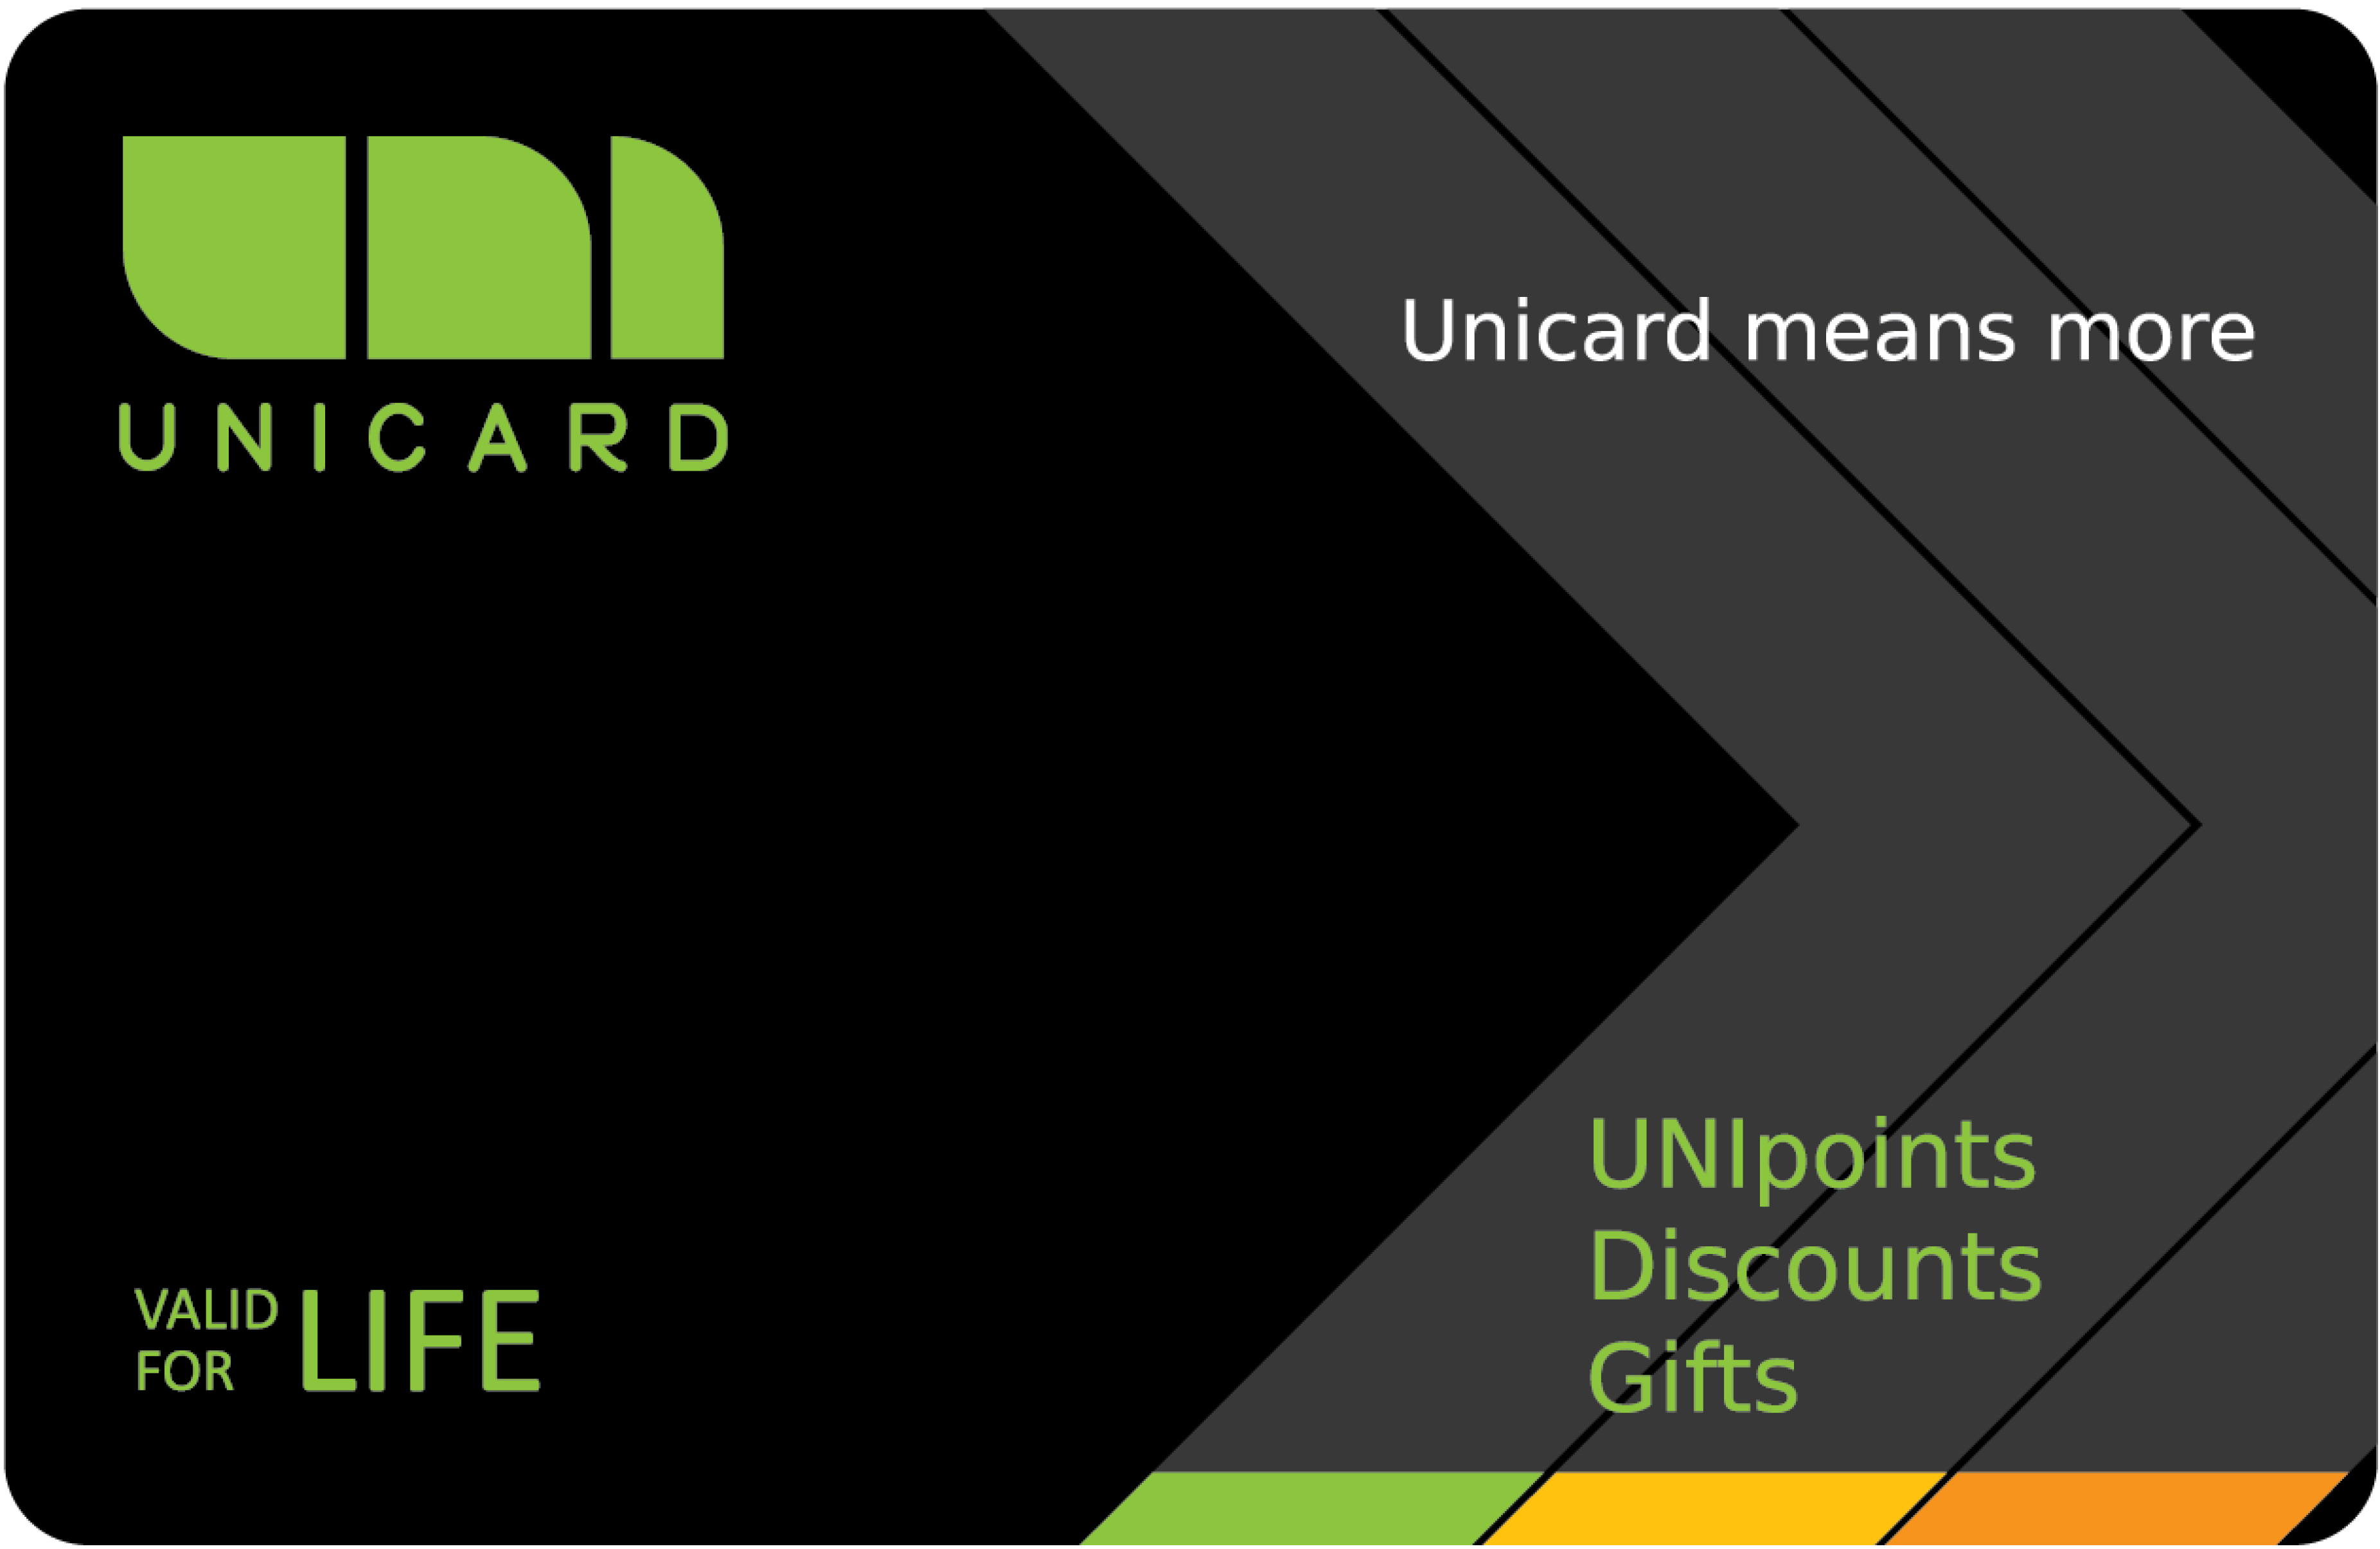 UNICARD
Unicard means more
UNIpoints
Discounts
Gifts
VALID
FOR
LIFE